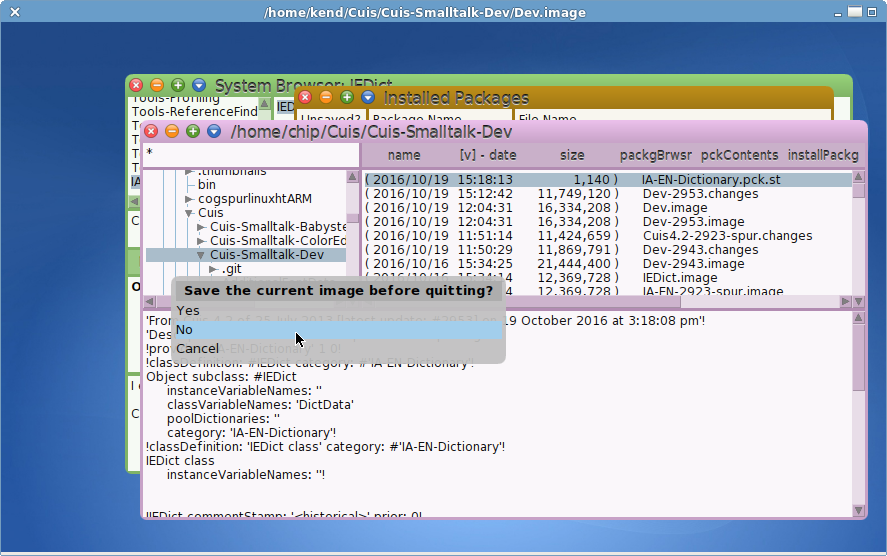 /home/kend/Cuis/Cuis-Smalltalk-Dev/Dev.image
System Browser: IEDict
Tools-Profiling
Tools-ReferenceFind
IED
Installed Packages
Unsaved? Package Name File Name
/home/chip/Cuis/Cuis-Smalltalk-Dev
*
name [v] - date size packgBrwsr pckContents installPackg
.thumbnails
bin
cogspurlinuxhtARM
Cuis
Cuis-Smalltalk-Babyste
Cuis-Smalltalk-ColorEd
Cuis-Smalltalk-Dev
.git
( 2016/10/19 15:18:13 1,140 ) IA-EN-Dictionary.pck.st
( 2016/10/19 15:12:42 11,749,120 ) Dev-2953.changes
( 2016/10/19 12:04:31 16,334,208 ) Dev.image
( 2016/10/19 12:04:31 16,334,208 ) Dev-2953.image
( 2016/10/19 11:51:14 11,424,659 ) Cuis4.2-2923-spur.changes
( 2016/10/19 11:50:29 11,869,791 ) Dev-2943.changes
( 2016/10/16 15:34:25 21,444,400 ) Dev-2943.image
12,369,728 ) IEDict.image
12,369,728 ) IA-EN-2923-spur.image
Save the current image before quitting?
Yes
No
Cancel
19 October 2016 at 3:18:08 pm'!
'Des
!classDefinition: #IEDict category: #'IA-EN-Dictionary'!
Object subclass: #IEDict
instanceVariableNames: ''
classVariableNames: 'DictData'
poolDictionaries: ''
category: 'IA-EN-Dictionary'!
!classDefinition: 'IEDict class' category: #'IA-EN-Dictionary'!
IEDict class
instanceVariableNames: ''!
!IEDict commentStamp: '<historical>' prior: 0!